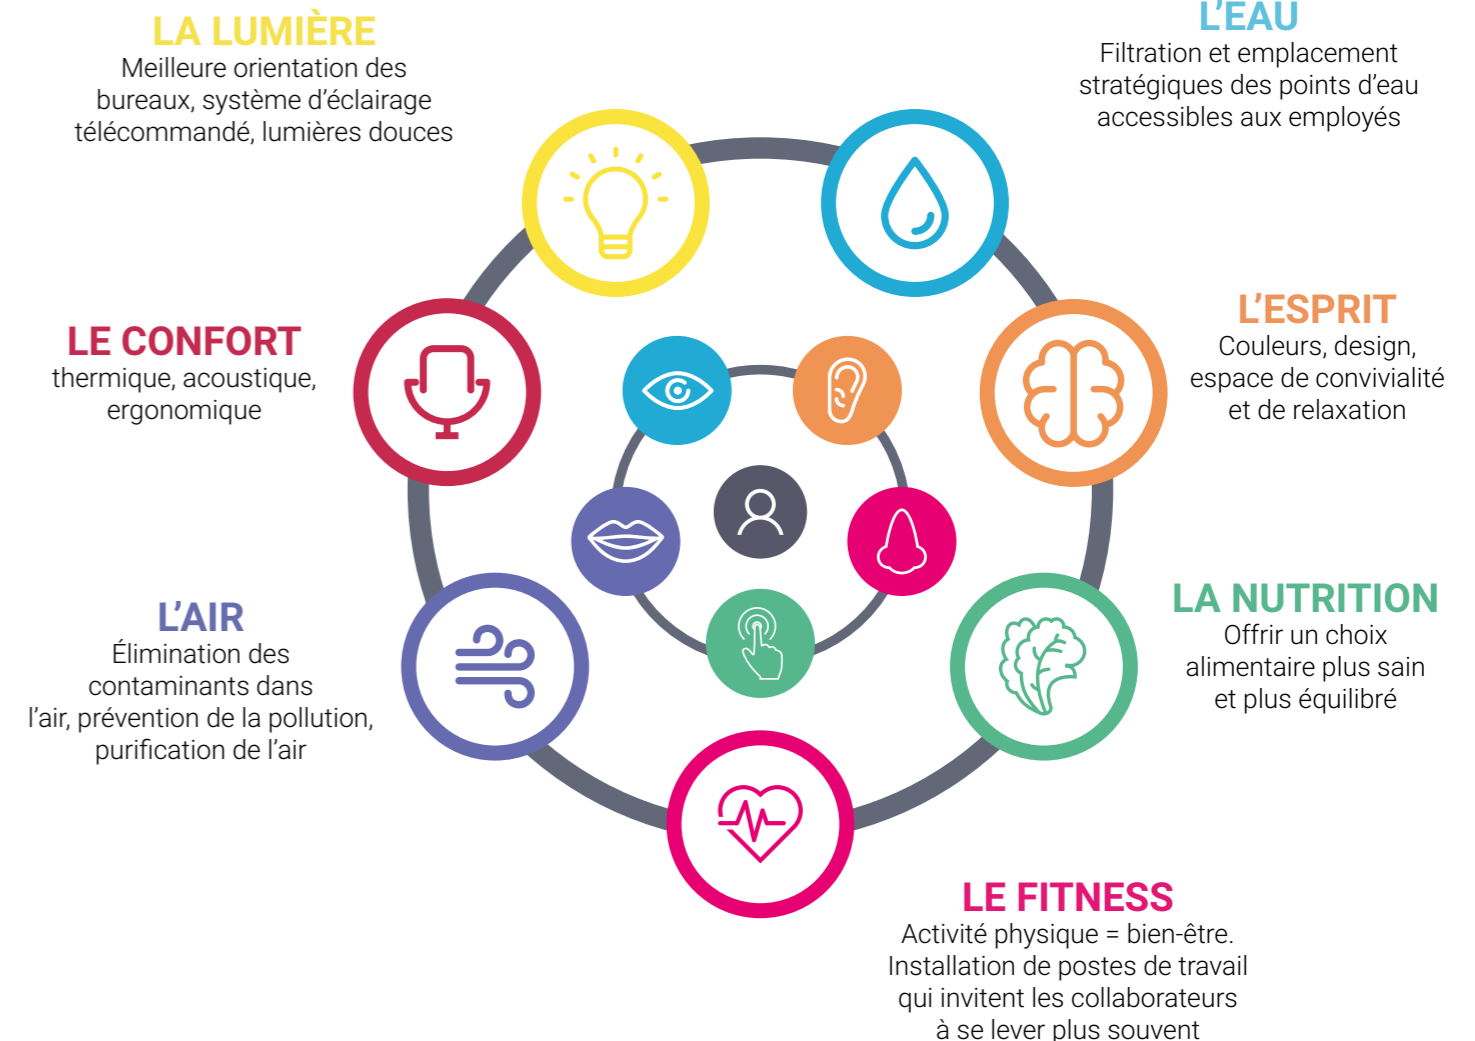 LA LUMIÈRE
Meilleure orientation des
bureaux, système d'éclairage
télécommandé, lumières douces
L'EAU
Filtration et emplacement
stratégiques des points d'eau
accessibles aux employés
LE CONFORT
thermique, acoustique,
ergonomique
L'ESPRIT
Couleurs, design,
espace de convivialité
et de relaxation
L'AIR
Élimination des
contaminants dans
l'air, prévention de la pollution,
purification de l'air
LA NUTRITION
Offrir un choix
alimentaire plus sain
et plus équilibré
LE FITNESS
Activité physique = bien-être.
Installation de postes de travail
qui invitent les collaborateurs
à se lever plus souvent